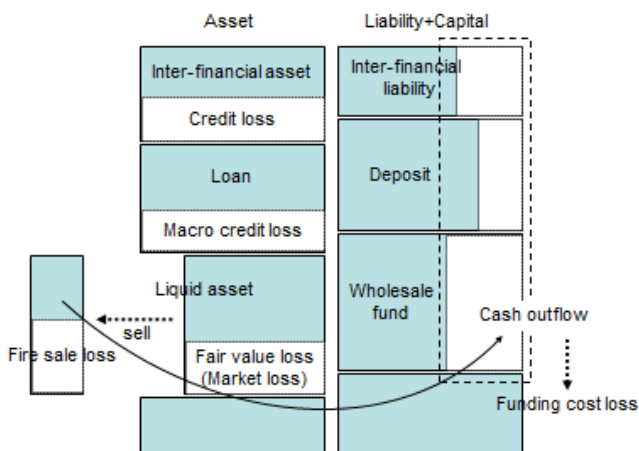 Asset
Liability+Capital
Inter-financial asset
Credit loss
Inter-financial
liability
Loan
Macro credit loss
Deposit
Liquid asset
sell
Fire sale loss
Fair value loss
(Market loss)
Wholesale
fund
Cash outflow
Funding cost loss